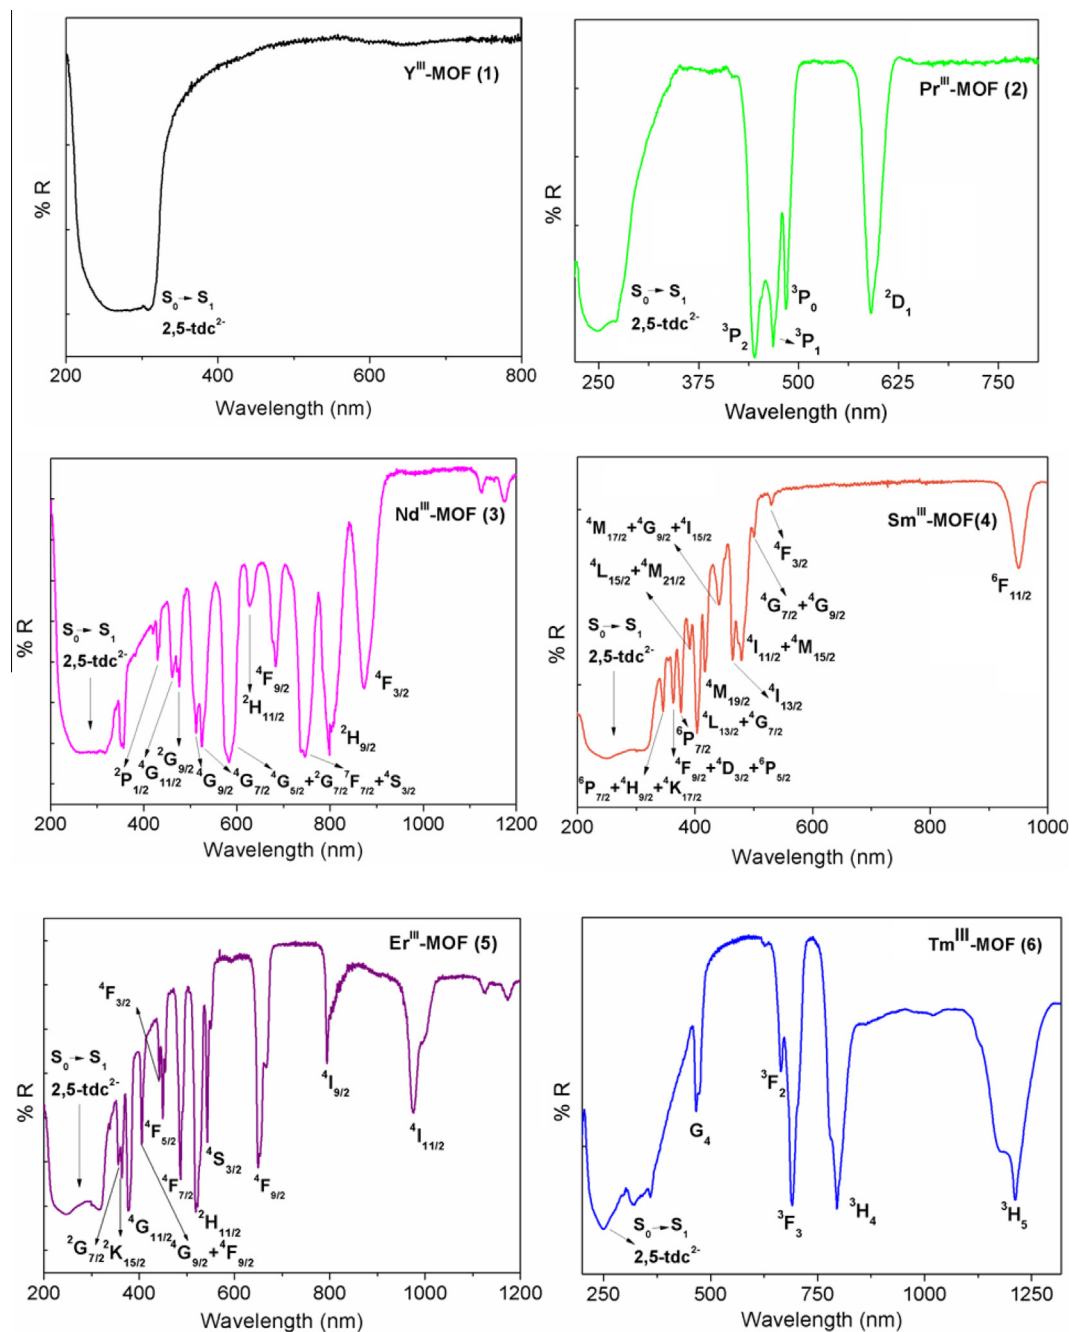 Y^III-MOF (1)
% R
S₀→ S₁
2,5-tdc²⁻
200 400 600 800
Wavelength (nm)
Pr^III-MOF (2)
% R
S₀→ S₁
2,5-tdc²⁻
³P₀
²D₁
³P₂
³P₁
250 375 500 625 750
Wavelength (nm)
Nd^III-MOF (3)
% R
S₀→ S₁
2,5-tdc²⁻
⁴F₉/₂
⁴F₃/₂
²H₁₁/₂
²H₉/₂
²P₁/₂ ⁴G₁₁/₂ ²G₉/₂ ⁴G₉/₂ ⁴G₇/₂ ⁴G₅/₂+²G₇/₂ ⁷F₇/₂+⁴S₃/₂
200 400 600 800 1000 1200
Wavelength (nm)
Sm^III-MOF(4)
% R
⁴M₁₇/₂+⁴G₉/₂+⁴I₁₅/₂
⁴F₃/₂
⁴L₁₅/₂+⁴M₂₁/₂
⁶F₁₁/₂
⁴G₇/₂+⁴G₉/₂
S₀→ S₁
2,5-tdc²⁻
⁴I₁₁/₂+⁴M₁₅/₂
⁴M₁₉/₂
⁴I₁₃/₂
⁴L₁₃/₂+⁴G₇/₂
⁶P₇/₂
⁴F₉/₂+⁴D₃/₂+⁶P₅/₂
⁶P₇/₂+⁴H₉/₂+⁴K₁₇/₂
200 400 600 800 1000
Wavelength (nm)
Er^III-MOF (5)
% R
⁴F₃/₂
S₀→ S₁
2,5-tdc²⁻
⁴I₉/₂
⁴F₅/₂
⁴I₁₁/₂
⁴S₃/₂
⁴F₇/₂
⁴F₉/₂
²H₁₁/₂
⁴G₁₁/₂
²G₇/₂ ²K₁₅/₂ ⁴G₉/₂+⁴F₉/₂
200 400 600 800 1000 1200
Wavelength (nm)
Tm^III-MOF (6)
% R
³F₂
G₄
³H₄
³F₃
³H₅
S₀→ S₁
2,5-tdc²⁻
250 500 750 1000 1250
Wavelength (nm)